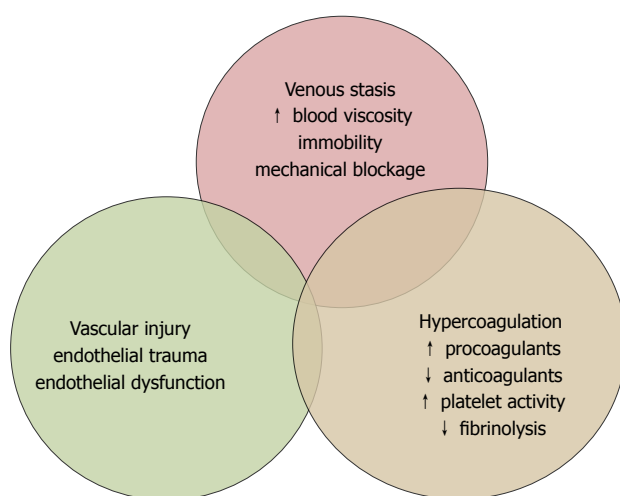 Venous stasis
↑ blood viscosity
immobility
mechanical blockage
Vascular injury
endothelial trauma
endothelial dysfunction
Hypercoagulation
↑ procoagulants
↓ anticoagulants
↑ platelet activity
↓ fibrinolysis